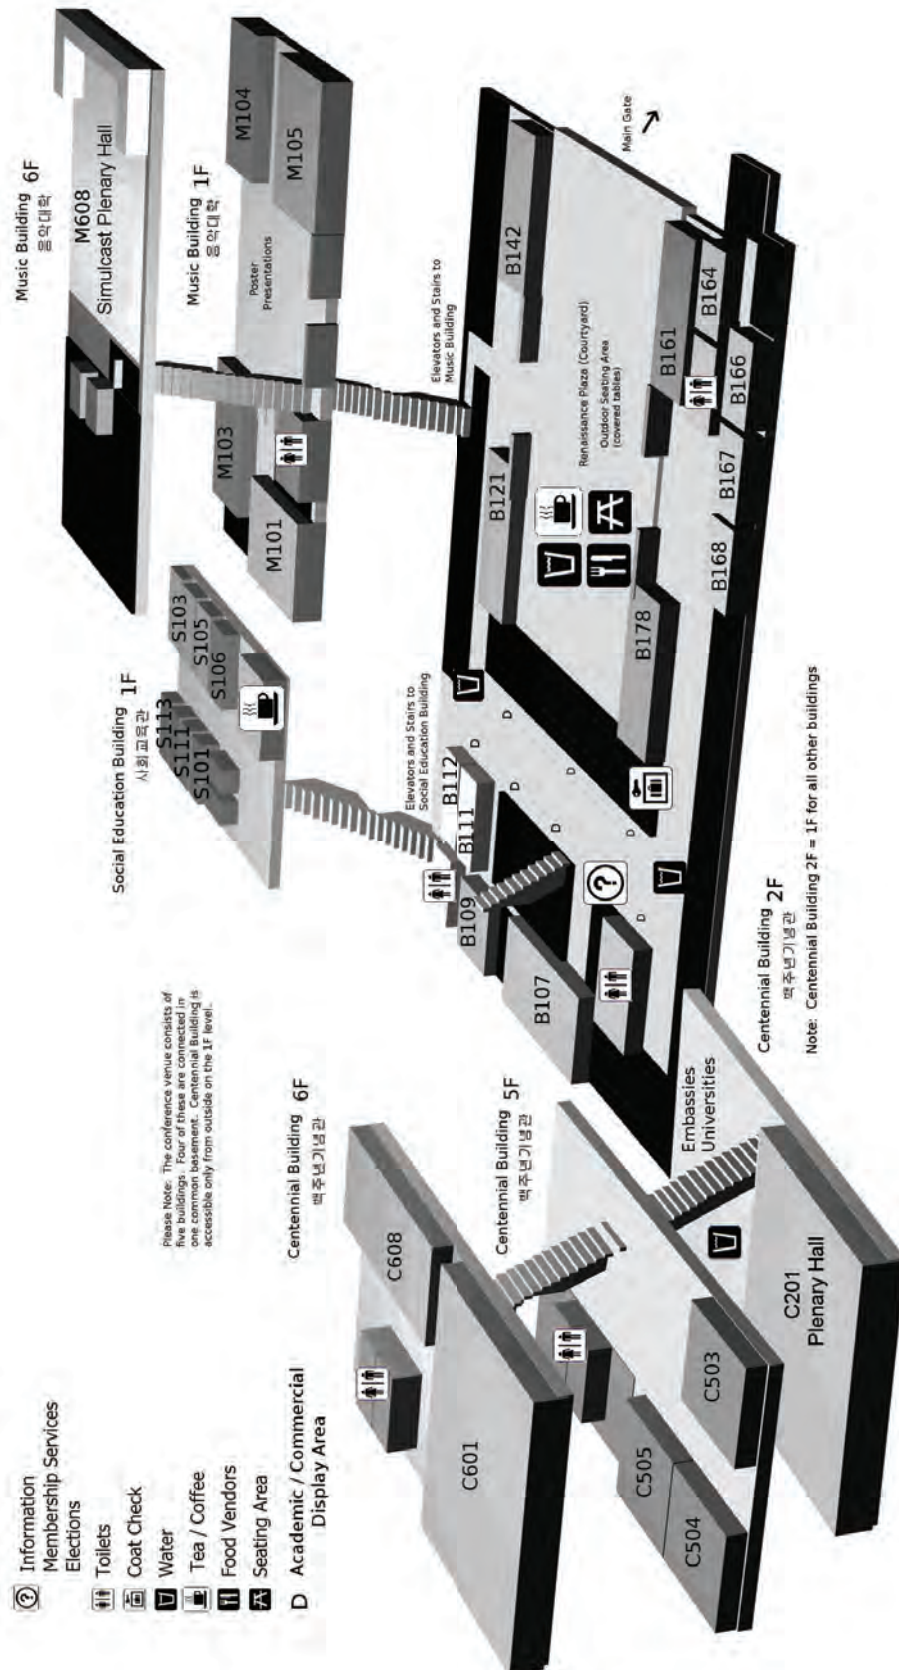 Information
Membership Services
Elections
Toilets
Coat Check
Water
Tea / Coffee
Food Vendors
Seating Area
D Academic / Commercial
Display Area
Please Note: The conference venue consists of
five buildings. Four of these are connected in
one common basement. Centennial Building is
accessible only from outside on the 1F level.
Music Building 6F
음악대학
M608
Simulcast Plenary Hall
Music Building 1F
음악대학
M104
M105
Poster
Presentations
M103
M101
Social Education Building 1F
사회교육관
S113
S111
S101
S103
S105
S106
Elevators and Stairs to
Music Building
Elevators and Stairs to
Social Education Building
Main Gate
B142
B121
Renaissance Plaza (Courtyard)
Outdoor Seating Area
(covered tables)
B161
B164
B166
B167
B168
B178
B112
B111
B109
B107
D
D
D
D
D
D
D
Centennial Building 6F
백주년기념관
C608
C601
Centennial Building 5F
백주년기념관
C505
C504
C503
Embassies
Universities
C201
Plenary Hall
Centennial Building 2F
백주년기념관
Note: Centennial Building 2F = 1F for all other buildings